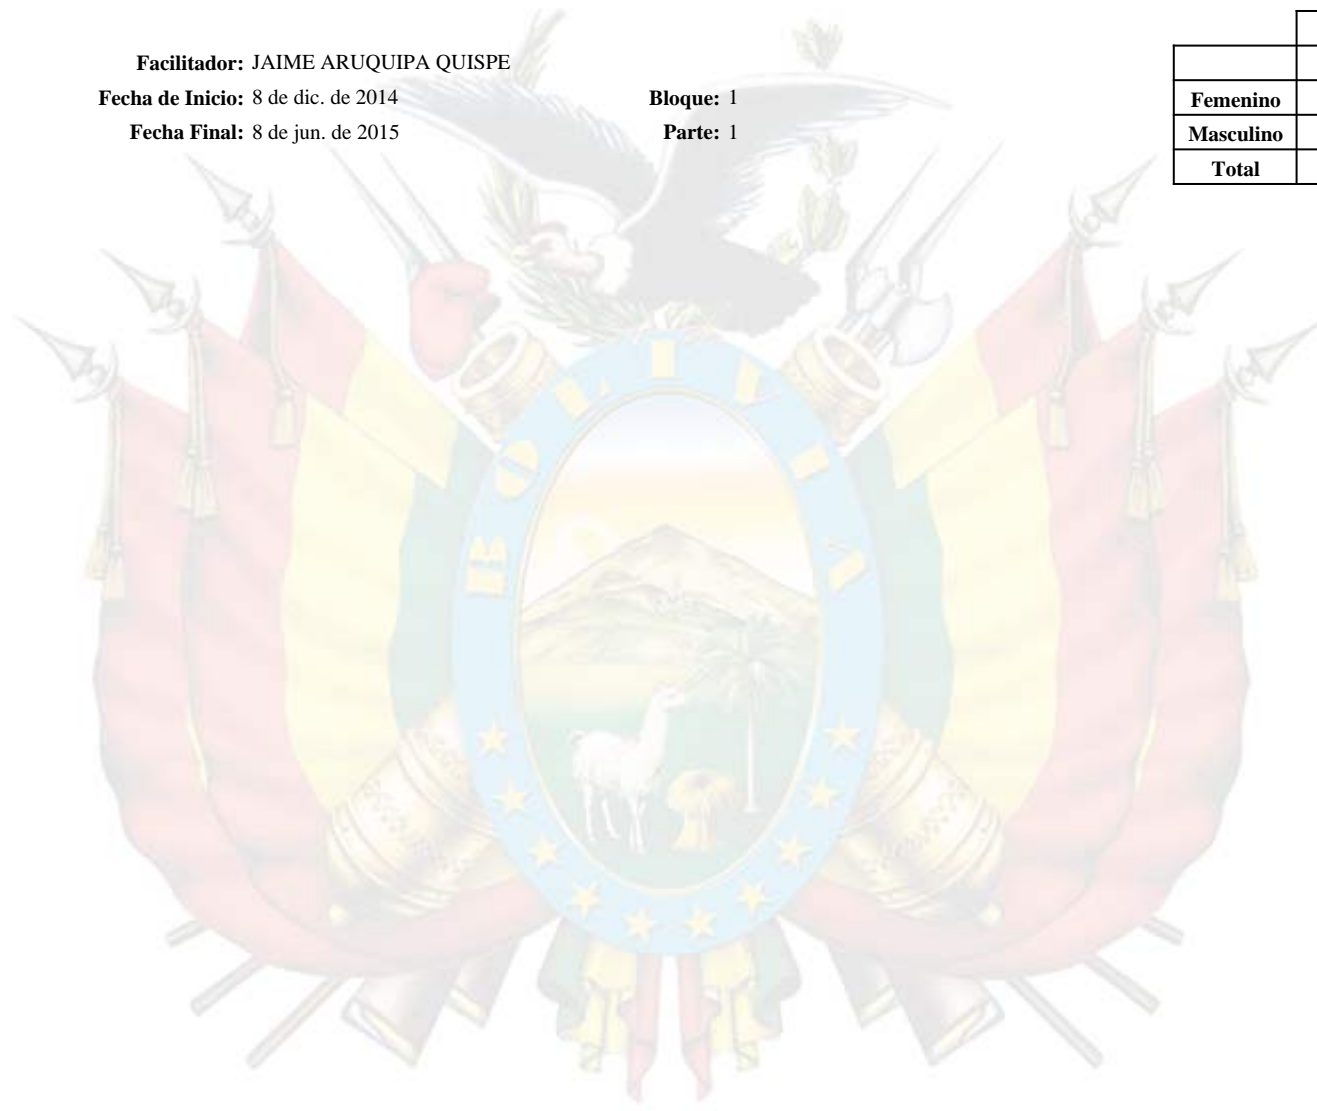 Facilitador: JAIME ARUQUIPA QUISPE
Fecha de Inicio: 8 de dic. de 2014 Bloque: 1
Fecha Final: 8 de jun. de 2015 Parte: 1
Femenino
Masculino
Total
BOLIVIA